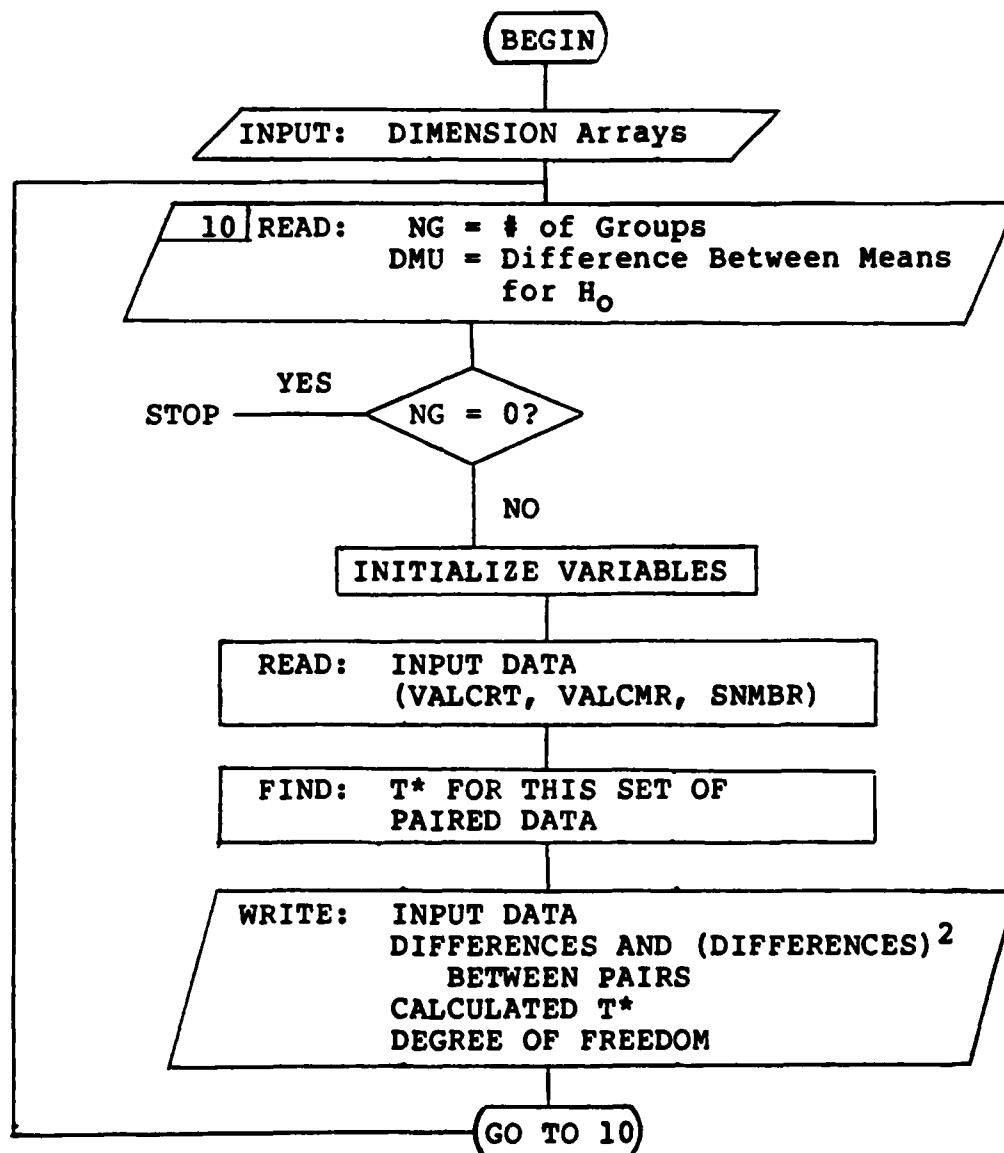 BEGIN
INPUT: DIMENSION Arrays
10 READ: NG = # of Groups
DMU = Difference Between Means
for H₀
YES
STOP
NG = 0?
NO
INITIALIZE VARIABLES
READ: INPUT DATA
(VALCRT, VALCMR, SNMBR)
FIND: T* FOR THIS SET OF
PAIRED DATA
WRITE: INPUT DATA
DIFFERENCES AND (DIFFERENCES)²
BETWEEN PAIRS
CALCULATED T*
DEGREE OF FREEDOM
GO TO 10